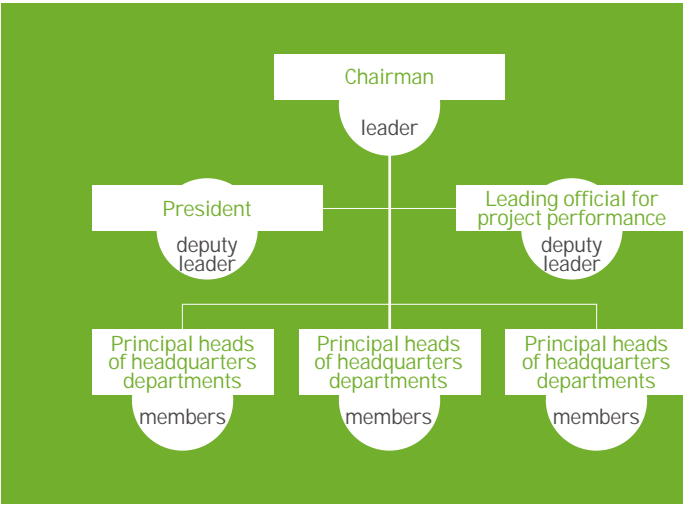 Chairman
leader
President
deputy
leader
Leading official for
project performance
deputy
leader
Principal heads
of headquarters
departments
members
Principal heads
of headquarters
departments
members
Principal heads
of headquarters
departments
members